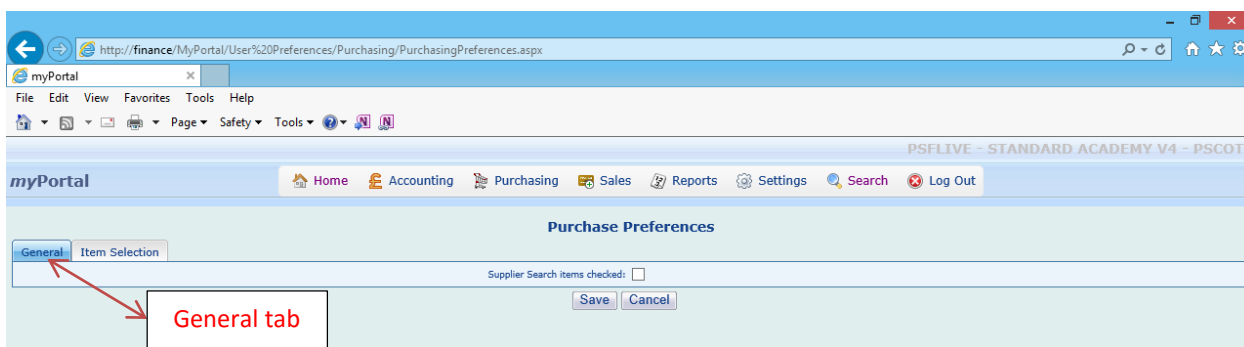 http://finance/MyPortal/User%20Preferences/Purchasing/PurchasingPreferences.aspx
myPortal
File Edit View Favorites Tools Help
Page Safety Tools
PSFLIVE - STANDARD ACADEMY V4 - PSCOT
myPortal Home Accounting Purchasing Sales Reports Settings Search Log Out
Purchase Preferences
General Item Selection
Supplier Search items checked:
Save Cancel
General tab